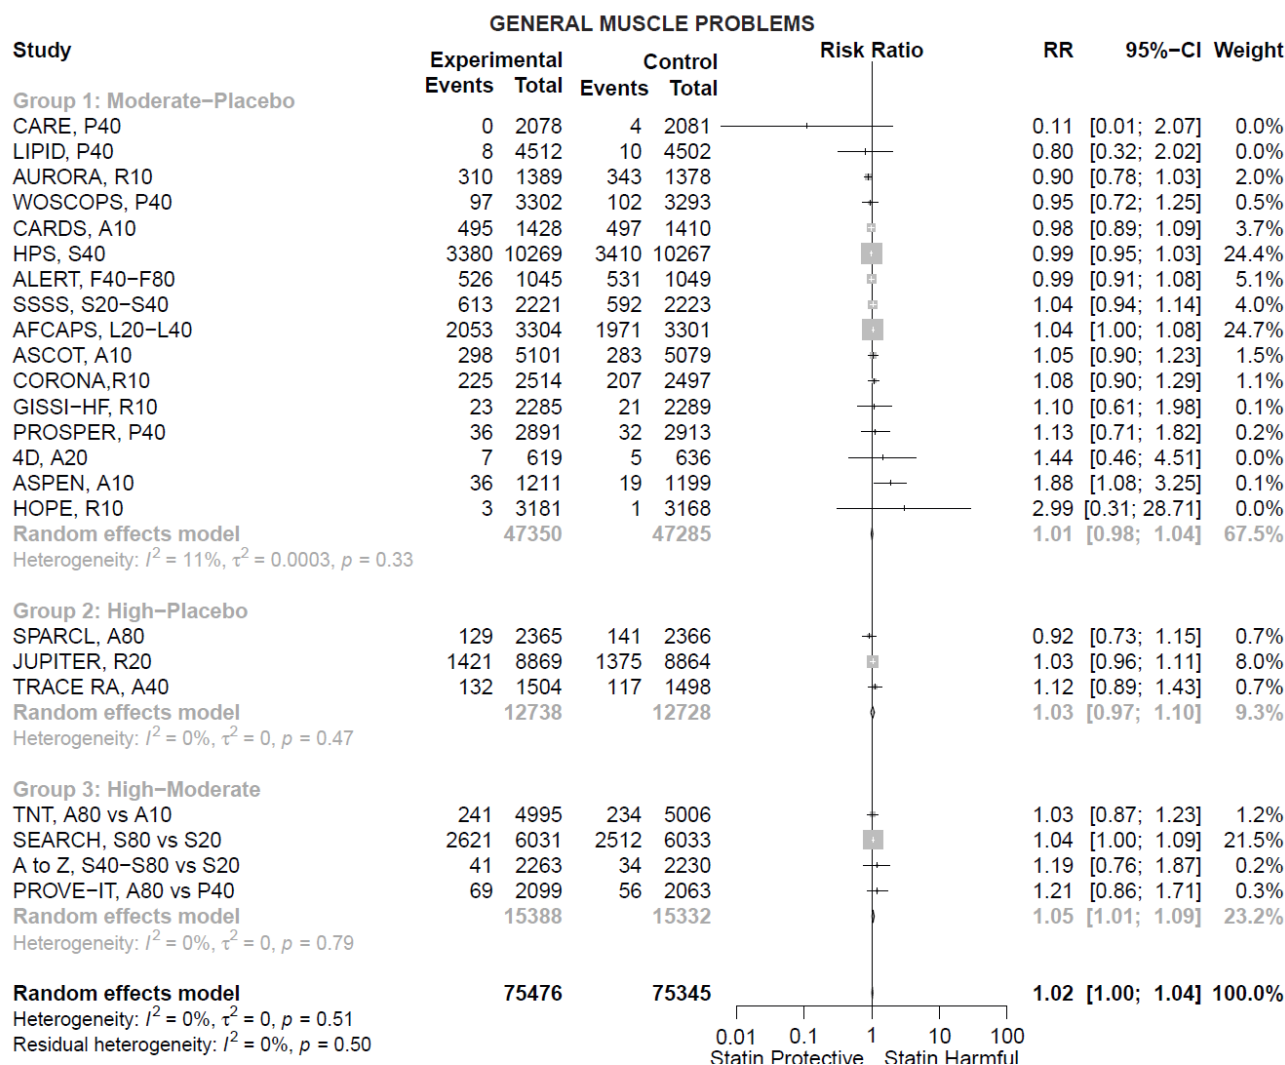 GENERAL MUSCLE PROBLEMS
Study Experimental Control Risk Ratio RR 95%−CI Weight
Events Total Events Total
Group 1: Moderate−Placebo
CARE, P40 0 2078 4 2081 0.11 [0.01; 2.07] 0.0%
LIPID, P40 8 4512 10 4502 0.80 [0.32; 2.02] 0.0%
AURORA, R10 310 1389 343 1378 0.90 [0.78; 1.03] 2.0%
WOSCOPS, P40 97 3302 102 3293 0.95 [0.72; 1.25] 0.5%
CARDS, A10 495 1428 497 1410 0.98 [0.89; 1.09] 3.7%
HPS, S40 3380 10269 3410 10267 0.99 [0.95; 1.03] 24.4%
ALERT, F40−F80 526 1045 531 1049 0.99 [0.91; 1.08] 5.1%
SSSS, S20−S40 613 2221 592 2223 1.04 [0.94; 1.14] 4.0%
AFCAPS, L20−L40 2053 3304 1971 3301 1.04 [1.00; 1.08] 24.7%
ASCOT, A10 298 5101 283 5079 1.05 [0.90; 1.23] 1.5%
CORONA,R10 225 2514 207 2497 1.08 [0.90; 1.29] 1.1%
GISSI−HF, R10 23 2285 21 2289 1.10 [0.61; 1.98] 0.1%
PROSPER, P40 36 2891 32 2913 1.13 [0.71; 1.82] 0.2%
4D, A20 7 619 5 636 1.44 [0.46; 4.51] 0.0%
ASPEN, A10 36 1211 19 1199 1.88 [1.08; 3.25] 0.1%
HOPE, R10 3 3181 1 3168 2.99 [0.31; 28.71] 0.0%
Random effects model 47350 47285 1.01 [0.98; 1.04] 67.5%
Heterogeneity: I² = 11%, τ² = 0.0003, p = 0.33
Group 2: High−Placebo
SPARCL, A80 129 2365 141 2366 0.92 [0.73; 1.15] 0.7%
JUPITER, R20 1421 8869 1375 8864 1.03 [0.96; 1.11] 8.0%
TRACE RA, A40 132 1504 117 1498 1.12 [0.89; 1.43] 0.7%
Random effects model 12738 12728 1.03 [0.97; 1.10] 9.3%
Heterogeneity: I² = 0%, τ² = 0, p = 0.47
Group 3: High−Moderate
TNT, A80 vs A10 241 4995 234 5006 1.03 [0.87; 1.23] 1.2%
SEARCH, S80 vs S20 2621 6031 2512 6033 1.04 [1.00; 1.09] 21.5%
A to Z, S40−S80 vs S20 41 2263 34 2230 1.19 [0.76; 1.87] 0.2%
PROVE−IT, A80 vs P40 69 2099 56 2063 1.21 [0.86; 1.71] 0.3%
Random effects model 15388 15332 1.05 [1.01; 1.09] 23.2%
Heterogeneity: I² = 0%, τ² = 0, p = 0.79
Random effects model 75476 75345 1.02 [1.00; 1.04] 100.0%
Heterogeneity: I² = 0%, τ² = 0, p = 0.51
Residual heterogeneity: I² = 0%, p = 0.50
0.01 0.1 1 10 100
Statin Protective Statin Harmful